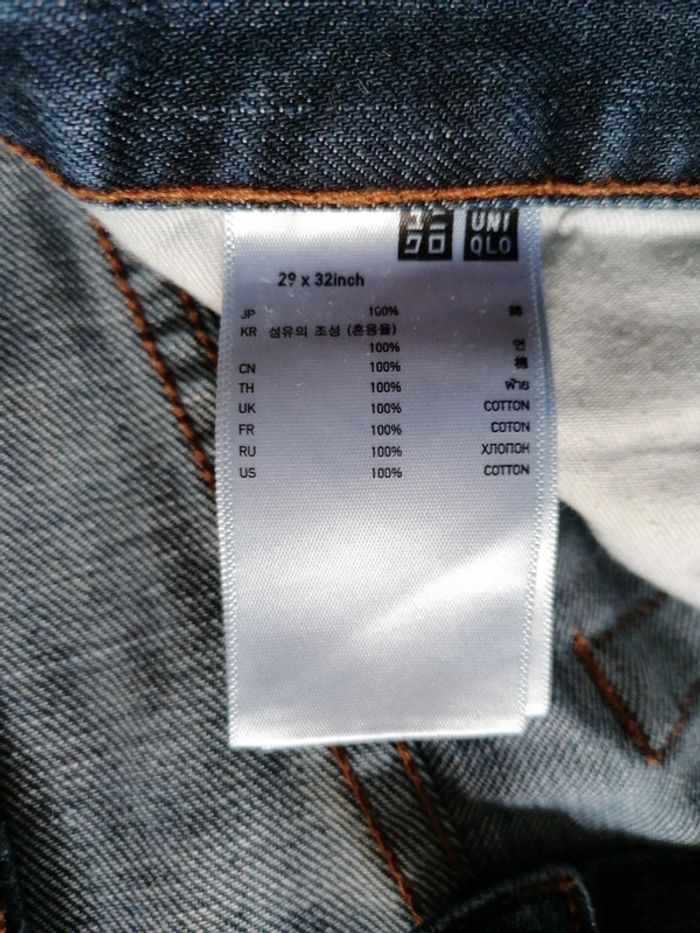 ユニ UNI
クロ QLO
29 x 32inch
JP 100% 綿
KR 섬유의 조성 (혼용율)
100% 면
CN 100% 棉
TH 100% ฝ้าย
UK 100% COTTON
FR 100% COTON
RU 100% ХЛОПОК
US 100% COTTON